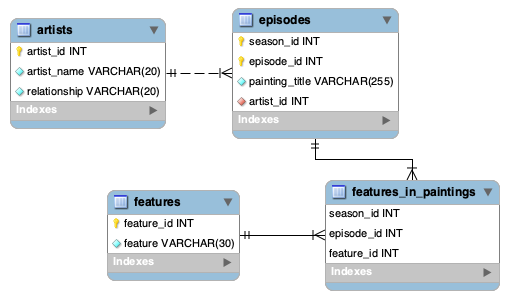 artists
artist_id INT
artist_name VARCHAR(20)
relationship VARCHAR(20)
Indexes
episodes
season_id INT
episode_id INT
painting_title VARCHAR(255)
artist_id INT
Indexes
features
feature_id INT
feature VARCHAR(30)
Indexes
features_in_paintings
season_id INT
episode_id INT
feature_id INT
Indexes